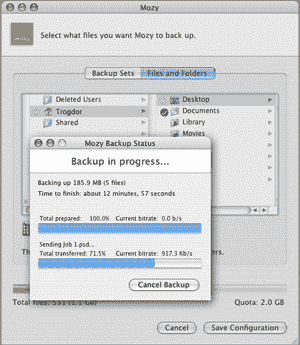 Mozy
Select what files you want Mozy to back up.
Backup Sets Files and Folders
Deleted Users
Trogdor
Shared
Desktop
Documents
Library
Movies
Mozy Backup Status
Backup in progress...
Backing up 185.9 MB (5 files)
Time to finish: about 12 minutes, 57 seconds
Total prepared: 100.0% Current bitrate: 0.0 b/s
Sending Job 1.psd...
Total transferred: 71.5% Current bitrate: 917.3 Kb/s
Cancel Backup
Total files: 591 (1.1 GB) Quota: 2.0 GB
Cancel Save Configuration